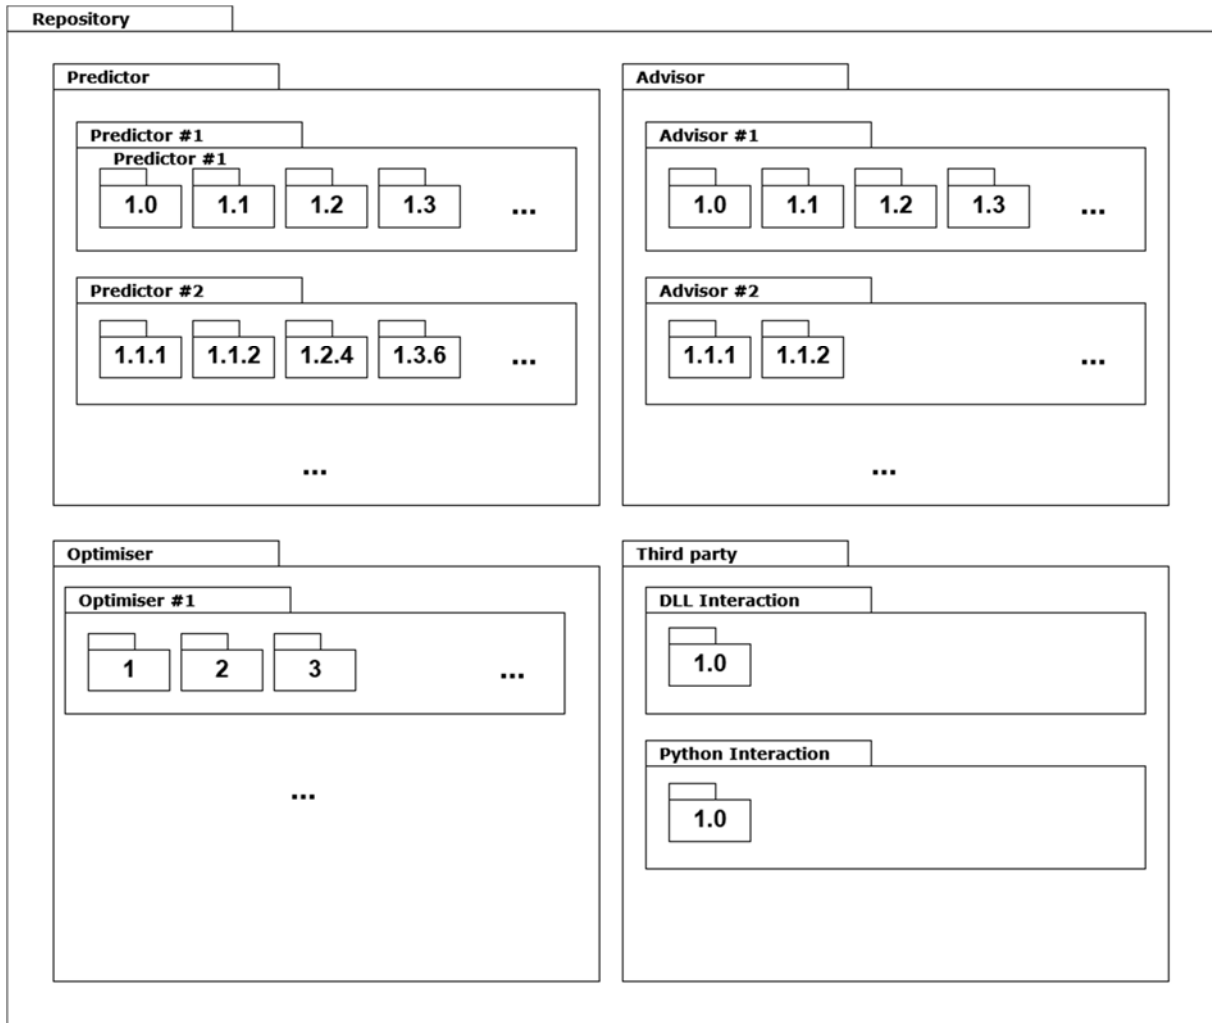 Repository
Predictor
Predictor #1
Predictor #1
1.0 1.1 1.2 1.3 ...
Predictor #2
1.1.1 1.1.2 1.2.4 1.3.6 ...
...
Advisor
Advisor #1
1.0 1.1 1.2 1.3 ...
Advisor #2
1.1.1 1.1.2 ...
...
Optimiser
Optimiser #1
1 2 3 ...
...
Third party
DLL Interaction
1.0
Python Interaction
1.0